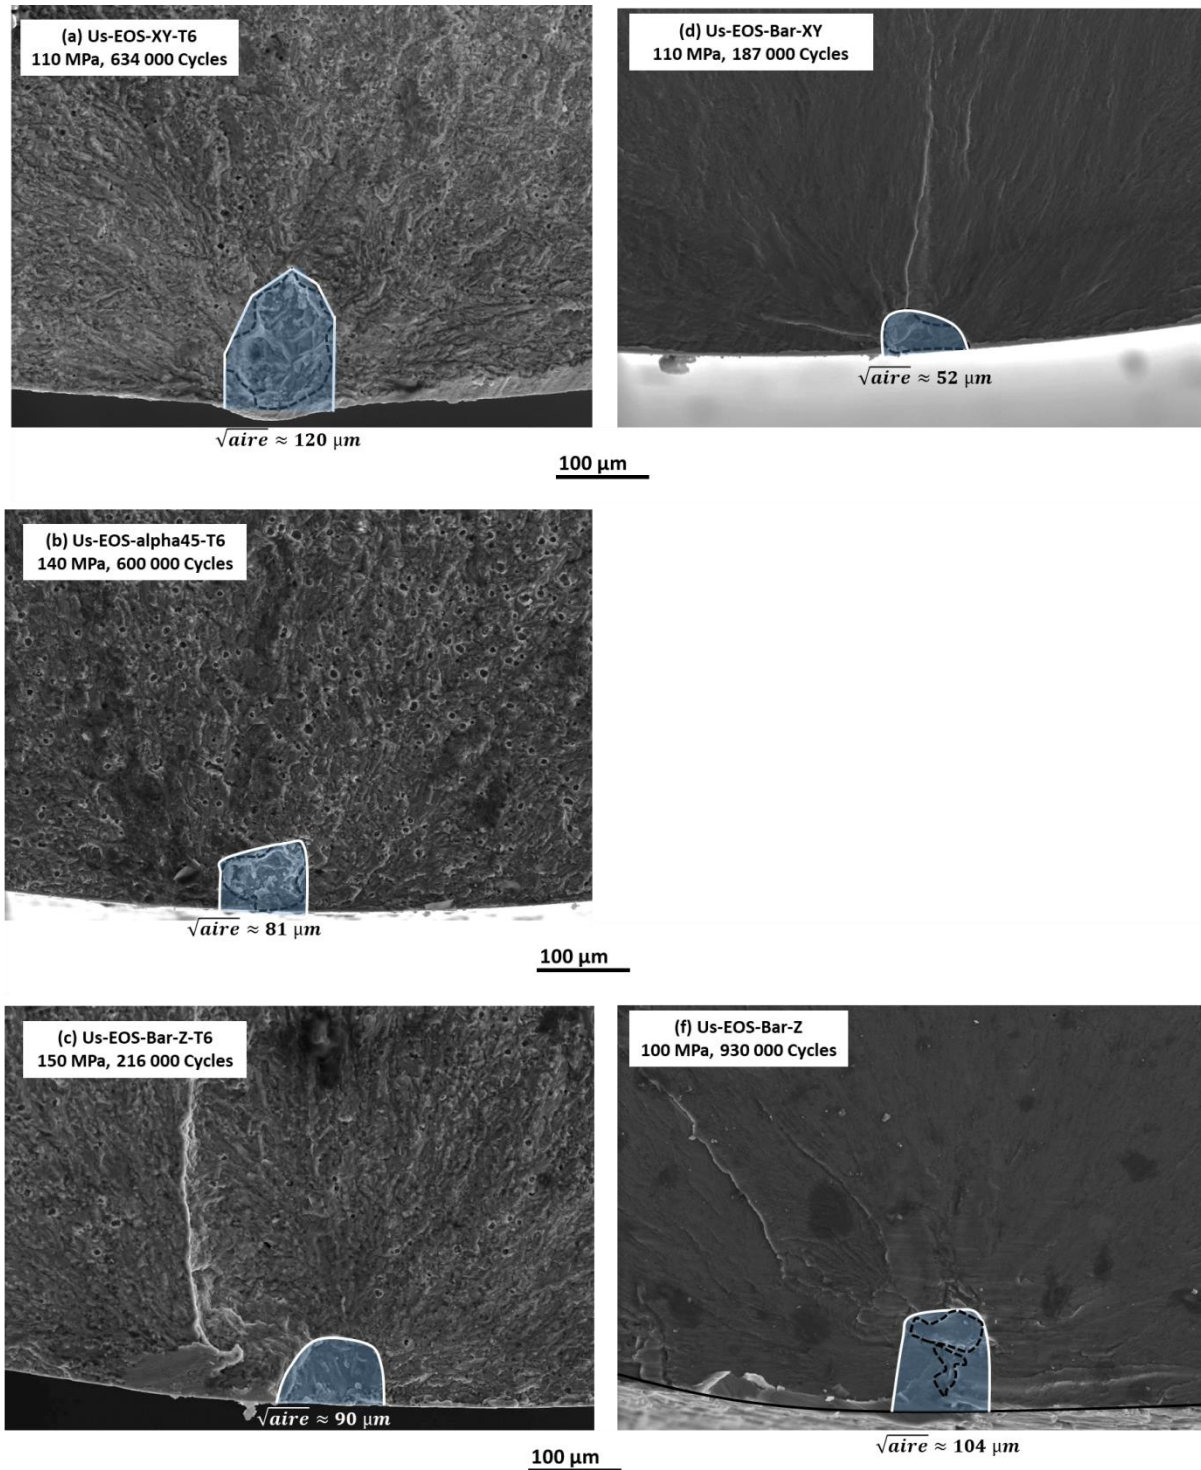 (a) Us-EOS-XY-T6
110 MPa, 634 000 Cycles
(d) Us-EOS-Bar-XY
110 MPa, 187 000 Cycles
√aire ≈ 120 µm
√aire ≈ 52 µm
100 µm
(b) Us-EOS-alpha45-T6
140 MPa, 600 000 Cycles
√aire ≈ 81 µm
100 µm
(c) Us-EOS-Bar-Z-T6
150 MPa, 216 000 Cycles
(f) Us-EOS-Bar-Z
100 MPa, 930 000 Cycles
√aire ≈ 90 µm
√aire ≈ 104 µm
100 µm